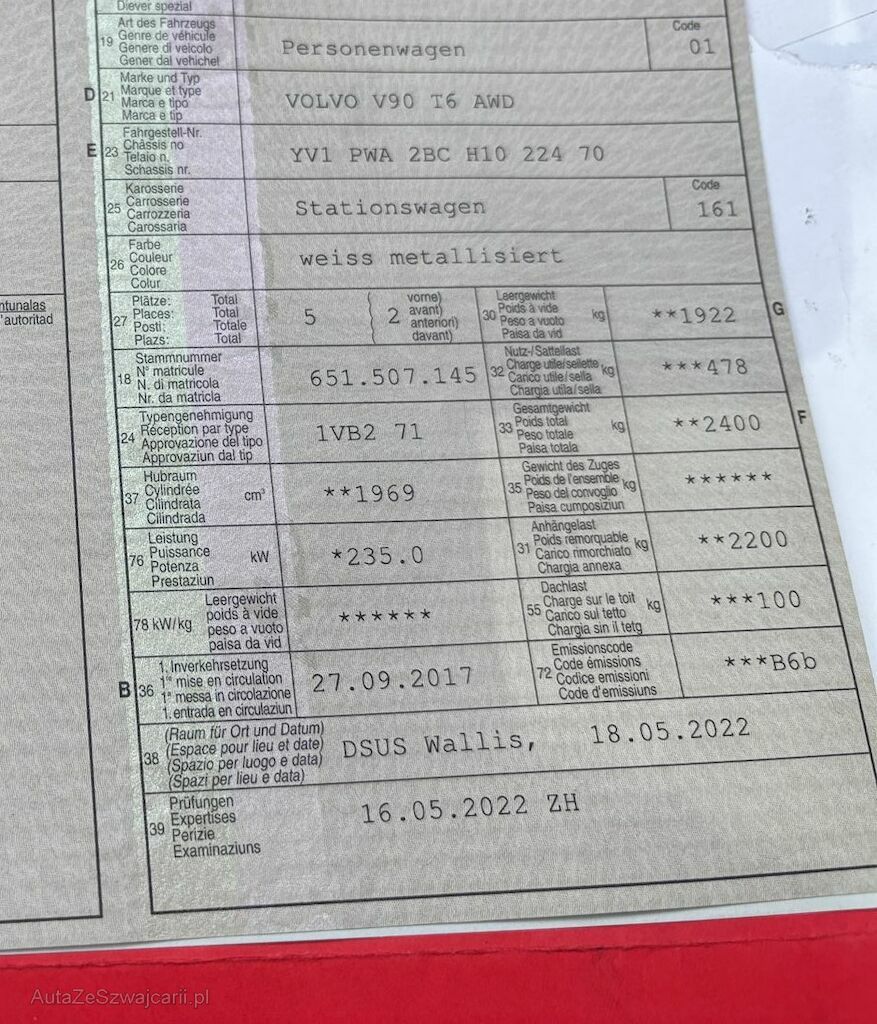 Diever spezial
19 Art des Fahrzeugs
Genre de véhicule
Genere di veicolo
Gener dal vehichel
Personenwagen
Code
01
D 21 Marke und Typ
Marque et type
Marca e tipo
Marca e tip
VOLVO V90 T6 AWD
E 23 Fahrgestell-Nr.
Châssis no
Telaio n.
Schassis nr.
YV1 PWA 2BC H10 224 70
25 Karosserie
Carrosserie
Carrozzeria
Carossaria
Stationswagen
Code
161
26 Farbe
Couleur
Colore
Colur
weiss metallisiert
ntunalas
'autoritad
27 Plätze: Total
Places: Total
Posti: Totale
Plazs: Total
5
( 2 vorne)
avant)
anteriori)
davant)
30 Leergewicht
Poids à vide
Peso a vuoto
Paisa da vid
kg
**1922
G
18 Stammnummer
N° matricule
N. di matricola
Nr. da matricla
651.507.145
32 Nutz-/Sattellast
Charge utile/sellette
Carico utile/sella
Chargia utila/sella
kg
***478
24 Typengenehmigung
Réception par type
Approvazione del tipo
Approvaziun dal tip
1VB2 71
33 Gesamtgewicht
Poids total
Peso totale
Paisa totala
kg
**2400
F
37 Hubraum
Cylindrée
Cilindrata
Cilindrada
cm³
**1969
35 Gewicht des Zuges
Poids de l'ensemble
Peso del convoglio
Paisa cumposiziun
kg
******
76 Leistung
Puissance
Potenza
Prestaziun
kW
*235.0
31 Anhängelast
Poids remorquable
Carico rimorchiato
Chargia annexa
kg
**2200
78 kW/kg
Leergewicht
poids à vide
peso a vuoto
paisa da vid
******
55 Dachlast
Charge sur le toit
Carico sul tetto
Chargia sin il tetg
kg
***100
B 36 1. Inverkehrsetzung
1re mise en circulation
1a messa in circolazione
1. entrada en circulaziun
27.09.2017
72 Emissionscode
Code émissions
Codice emissioni
Code d'emissiuns
***B6b
38 (Raum für Ort und Datum)
(Espace pour lieu et date)
(Spazio per luogo e data)
(Spazi per lieu e data)
DSUS Wallis, 18.05.2022
39 Prüfungen
Expertises
Perizie
Examinaziuns
16.05.2022 ZH
AutaZeSzwajcarii.pl